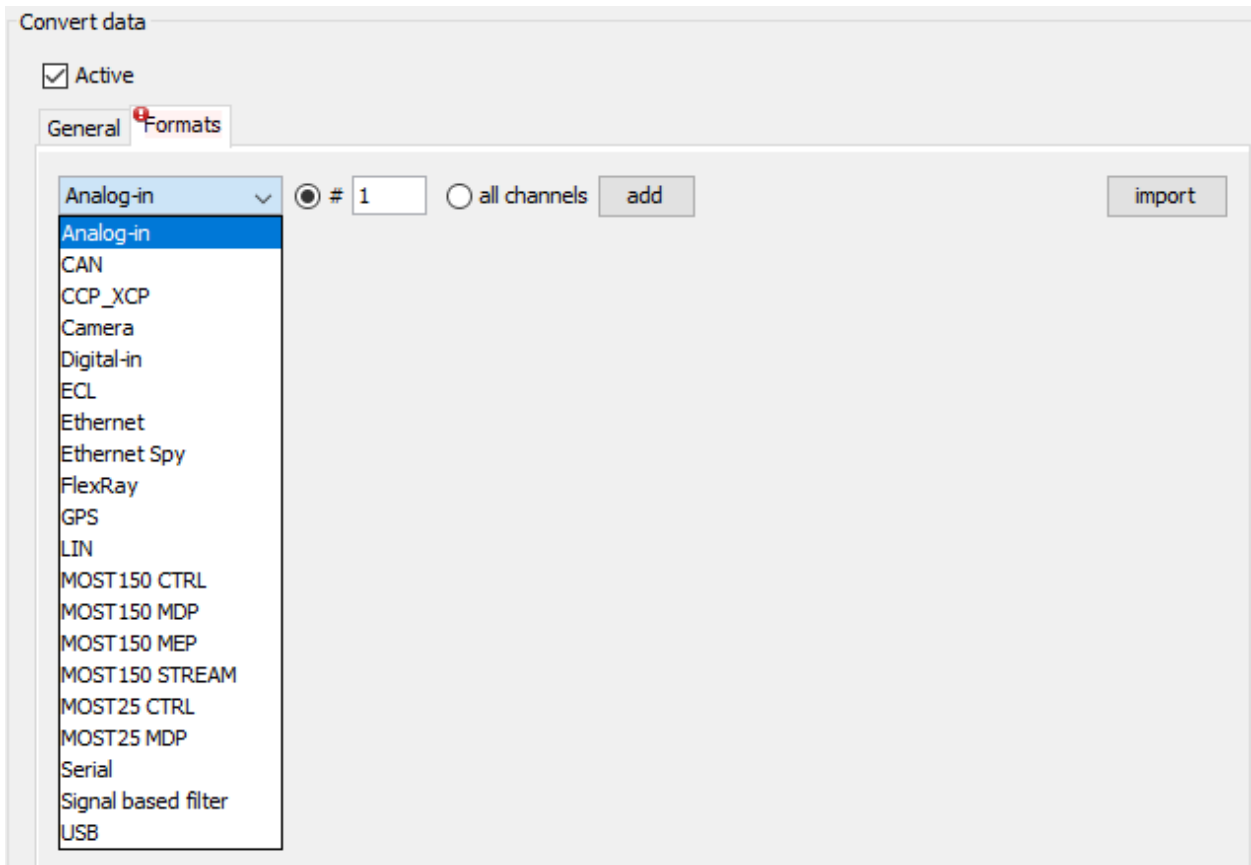 Convert data
Active
General Formats
Analog-in # 1 all channels add import
Analog-in
CAN
CCP_XCP
Camera
Digital-in
ECL
Ethernet
Ethernet Spy
FlexRay
GPS
LIN
MOST150 CTRL
MOST150 MDP
MOST150 MEP
MOST150 STREAM
MOST25 CTRL
MOST25 MDP
Serial
Signal based filter
USB